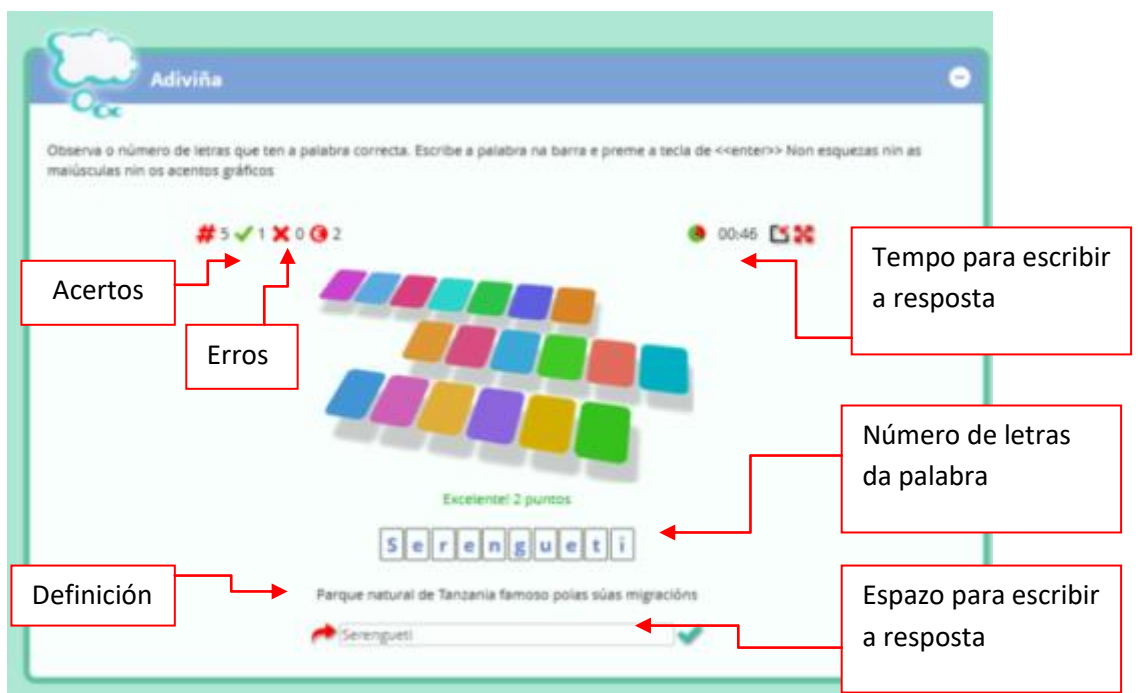 Adiviña
Observa o número de letras que ten a palabra correcta. Escribe a palabra na barra e preme a tecla de <<enter>> Non esquezas nin as
maiúsculas nin os acentos gráficos
# 5 1 0 2
00:46
Acertos
Erros
Tempo para escribir
a resposta
Número de letras
da palabra
Excelente! 2 puntos
Serengueti
Definición
Parque natural de Tanzania famoso polas súas migracións
Espazo para escribir
a resposta
Serengueti